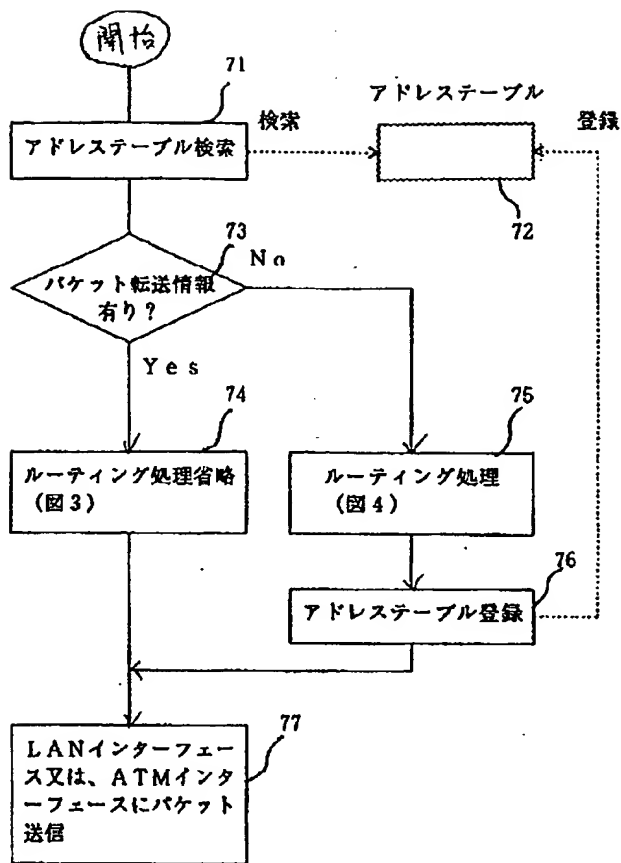 開始
71
アドレステーブル検索
検索
アドレステーブル
登録
72
73
パケット転送情報
有り?
No
Yes
74
ルーティング処理省略
(図3)
75
ルーティング処理
(図4)
76
アドレステーブル登録
77
LANインターフェー
ス又は、ATMインタ
ーフェースにパケット
送信